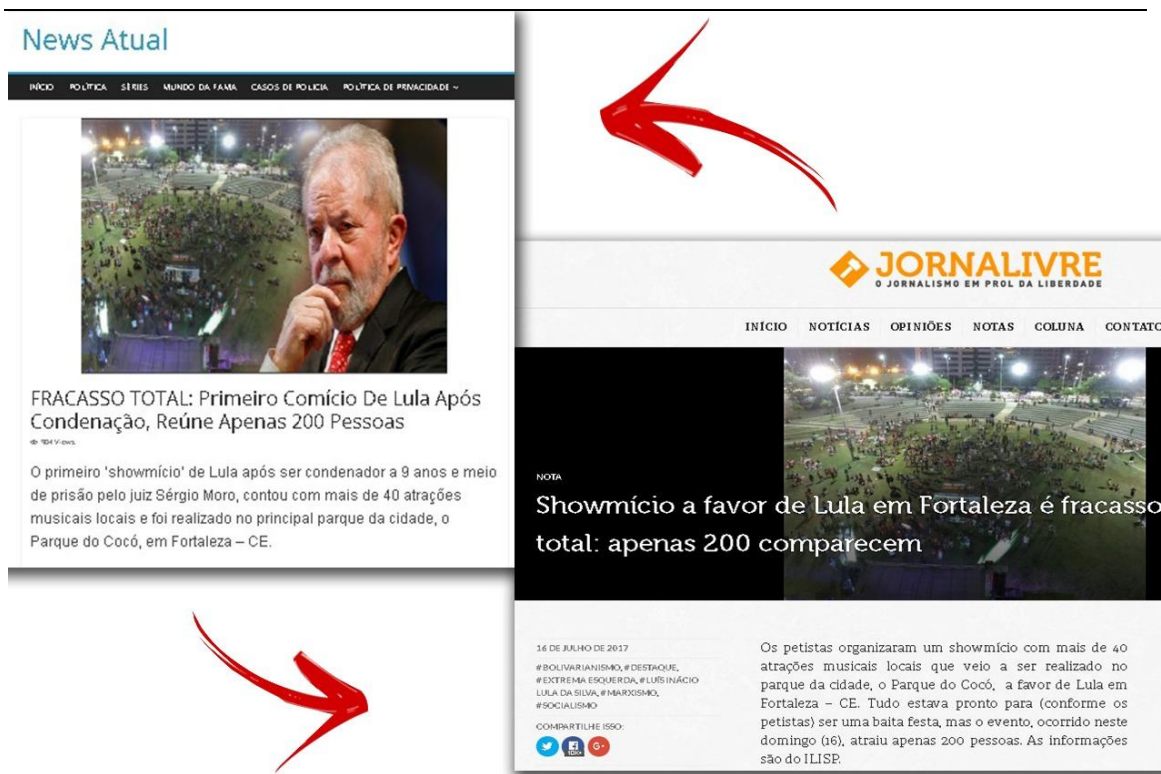 News Atual
INÍCIO POLÍTICA SÉRIES MUNDO DA FAMA CASOS DE POLICIA POLÍTICA DE PRIVACIDADE
FRACASSO TOTAL: Primeiro Comício De Lula Após
Condenação, Reúne Apenas 200 Pessoas
Views
O primeiro 'showmício' de Lula após ser condenador a 9 anos e meio
de prisão pelo juiz Sérgio Moro, contou com mais de 40 atrações
musicais locais e foi realizado no principal parque da cidade, o
Parque do Cocó, em Fortaleza – CE.
JORNALIVRE
O JORNALISMO EM PROL DA LIBERDADE
INÍCIO NOTÍCIAS OPINIÕES NOTAS COLUNA CONTATO
NOTA
Showmício a favor de Lula em Fortaleza é fracasso
total: apenas 200 comparecem
16 DE JULHO DE 2017
#BOLIVARIANISMO, #DESTAQUE,
#EXTREMA ESQUERDA, #LUÍS INÁCIO
LULA DA SILVA, #MARXISMO,
#SOCIALISMO
COMPARTILHE ISSO:
Os petistas organizaram um showmício com mais de 40
atrações musicais locais que veio a ser realizado no
parque da cidade, o Parque do Cocó, a favor de Lula em
Fortaleza – CE. Tudo estava pronto para (conforme os
petistas) ser uma baita festa, mas o evento, ocorrido neste
domingo (16), atraiu apenas 200 pessoas. As informações
são do ILISP.